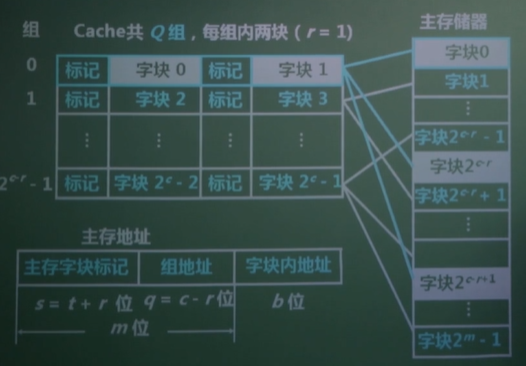 组
Cache共 Q 组，每组内两块（r = 1）
0
标记
字块 0
标记
字块 1
1
标记
字块 2
标记
字块 3
⋮
⋮
⋮
⋮
2^c-r - 1
标记
字块 2^c - 2
标记
字块 2^c - 1
主存储器
字块0
字块1
⋮
字块2^c-r - 1
字块2^c-r
字块2^c-r + 1
⋮
字块2^c-r+1
⋮
字块2^m - 1
主存地址
主存字块标记
组地址
字块内地址
s = t + r 位
q = c - r 位
b 位
m 位